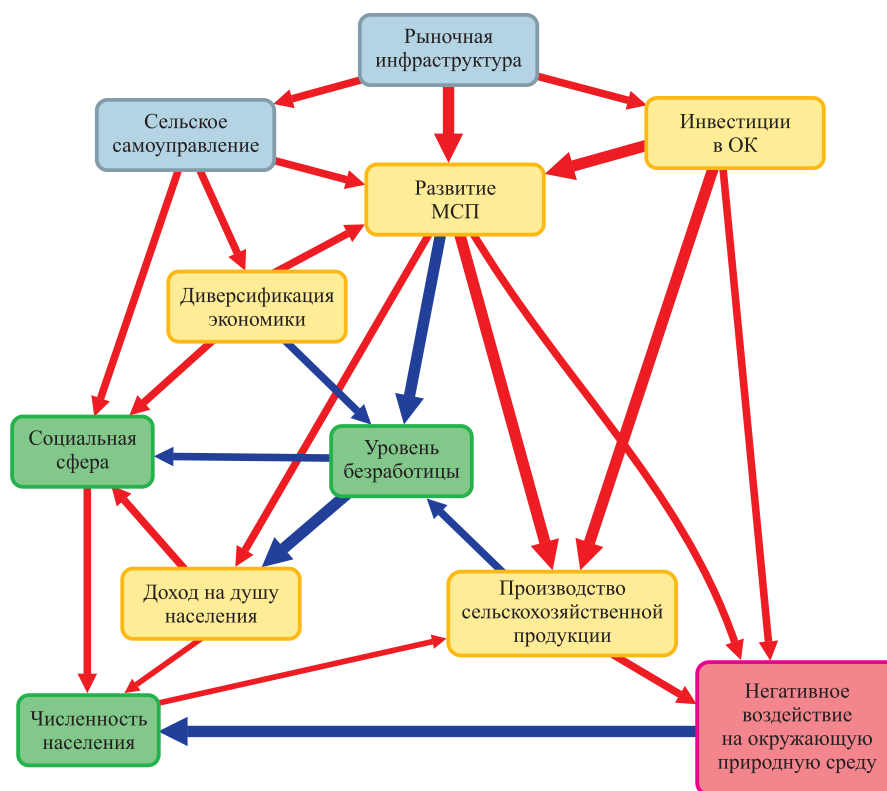 Рыночная
инфраструктура
Сельское
самоуправление
Инвестиции
в ОК
Развитие
МСП
Диверсификация
экономики
Социальная
сфера
Уровень
безработицы
Доход на душу
населения
Производство
сельскохозяйственной
продукции
Численность
населения
Негативное
воздействие
на окружающую
природную среду